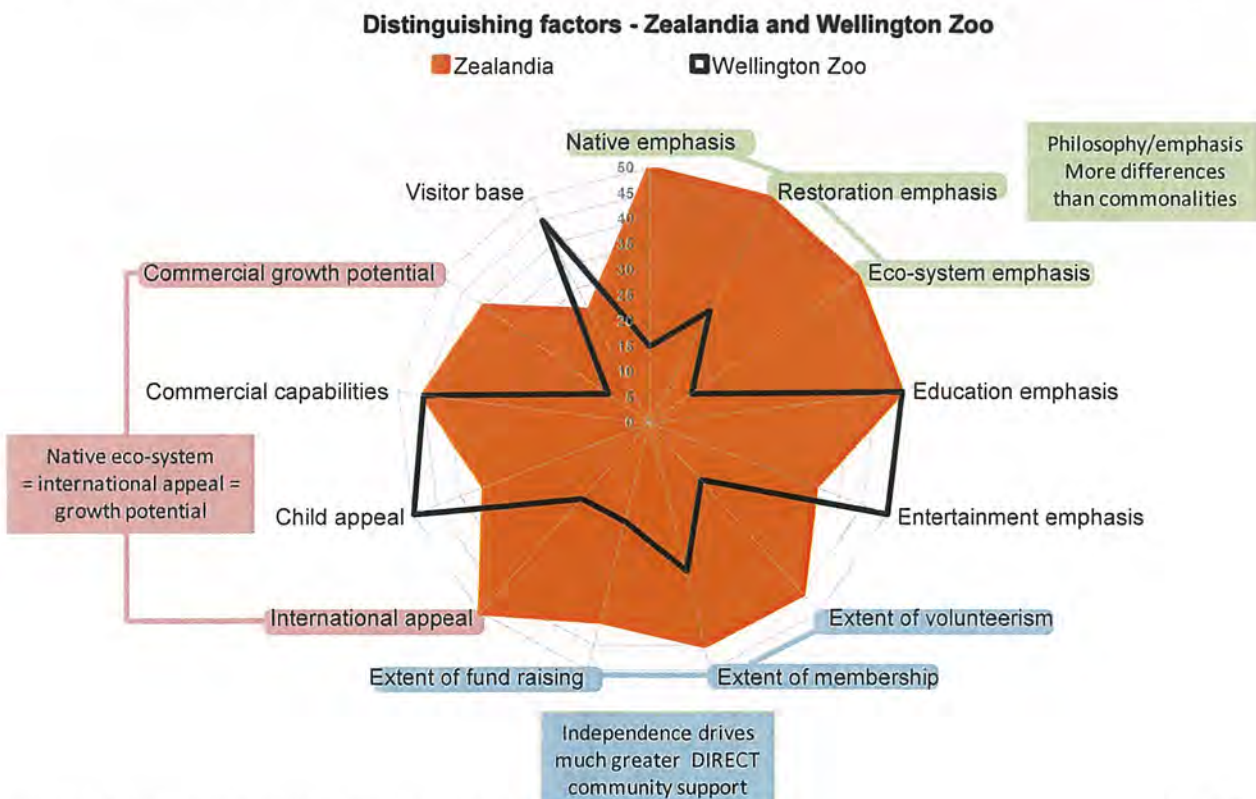 Distinguishing factors - Zealandia and Wellington Zoo
Zealandia
Wellington Zoo
Native emphasis
Restoration emphasis
Eco-system emphasis
Education emphasis
Entertainment emphasis
Extent of volunteerism
Extent of membership
Extent of fund raising
International appeal
Child appeal
Commercial capabilities
Commercial growth potential
Visitor base
50
45
40
35
30
25
20
15
10
5
0
Philosophy/emphasis
More differences
than commonalities
Native eco-system
= international appeal =
growth potential
Independence drives
much greater DIRECT
community support